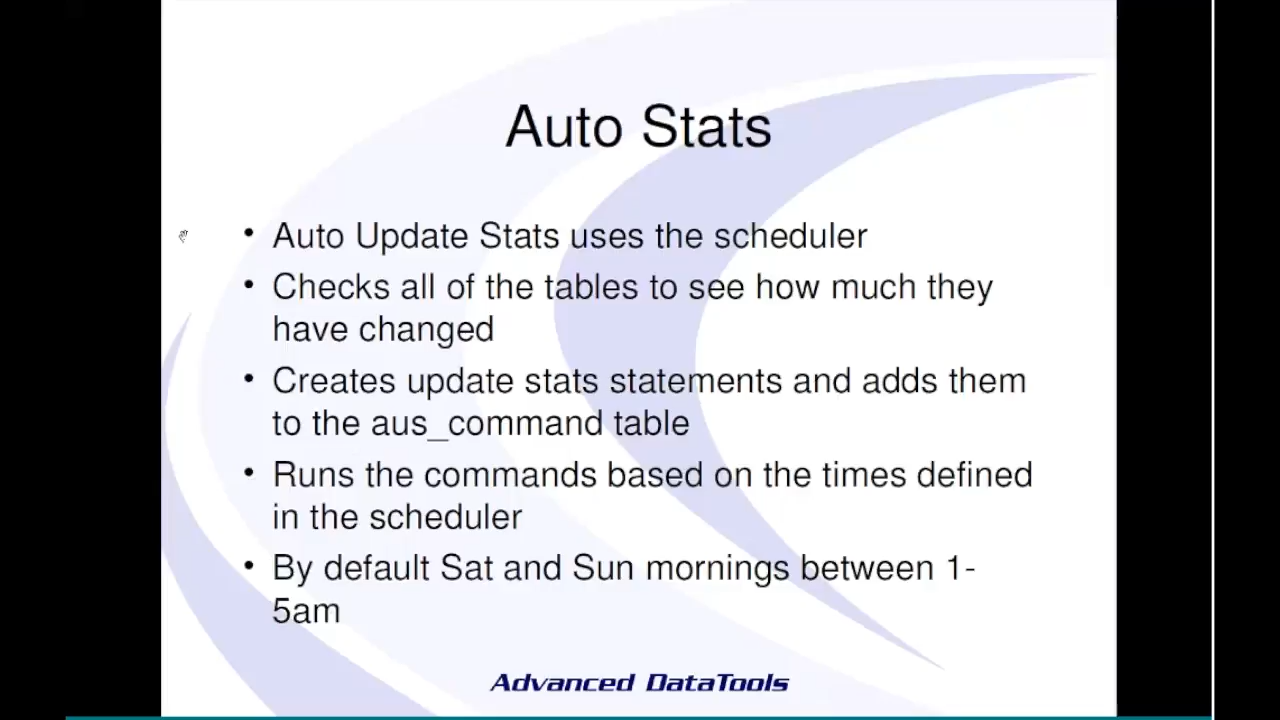 Auto Stats
• Auto Update Stats uses the scheduler
• Checks all of the tables to see how much they
have changed
• Creates update stats statements and adds them
to the aus_command table
• Runs the commands based on the times defined
in the scheduler
• By default Sat and Sun mornings between 1-
5am
Advanced DataTools